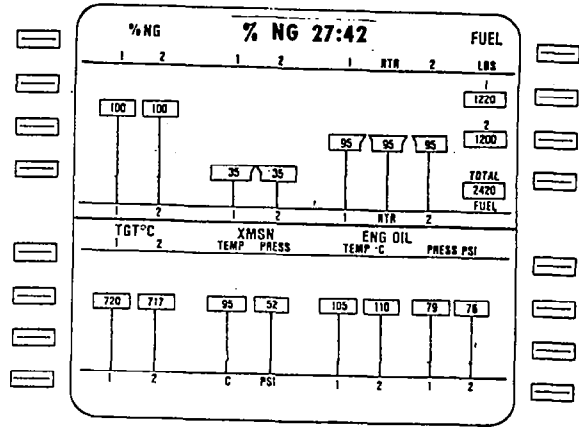 %NG % NG 27:42 FUEL
1 2 1 2 1 RTR 2 LBS
1
1220
100 100
2
95 95 95 1200
35 35 TOTAL
2420
1 2 1 2 1 RTR 2 FUEL
TGT°C XMSN ENG OIL
1 2 TEMP PRESS TEMP °C PRESS PSI
720 717 95 52 105 110 79 76
1 2 C PSI 1 2 1 2